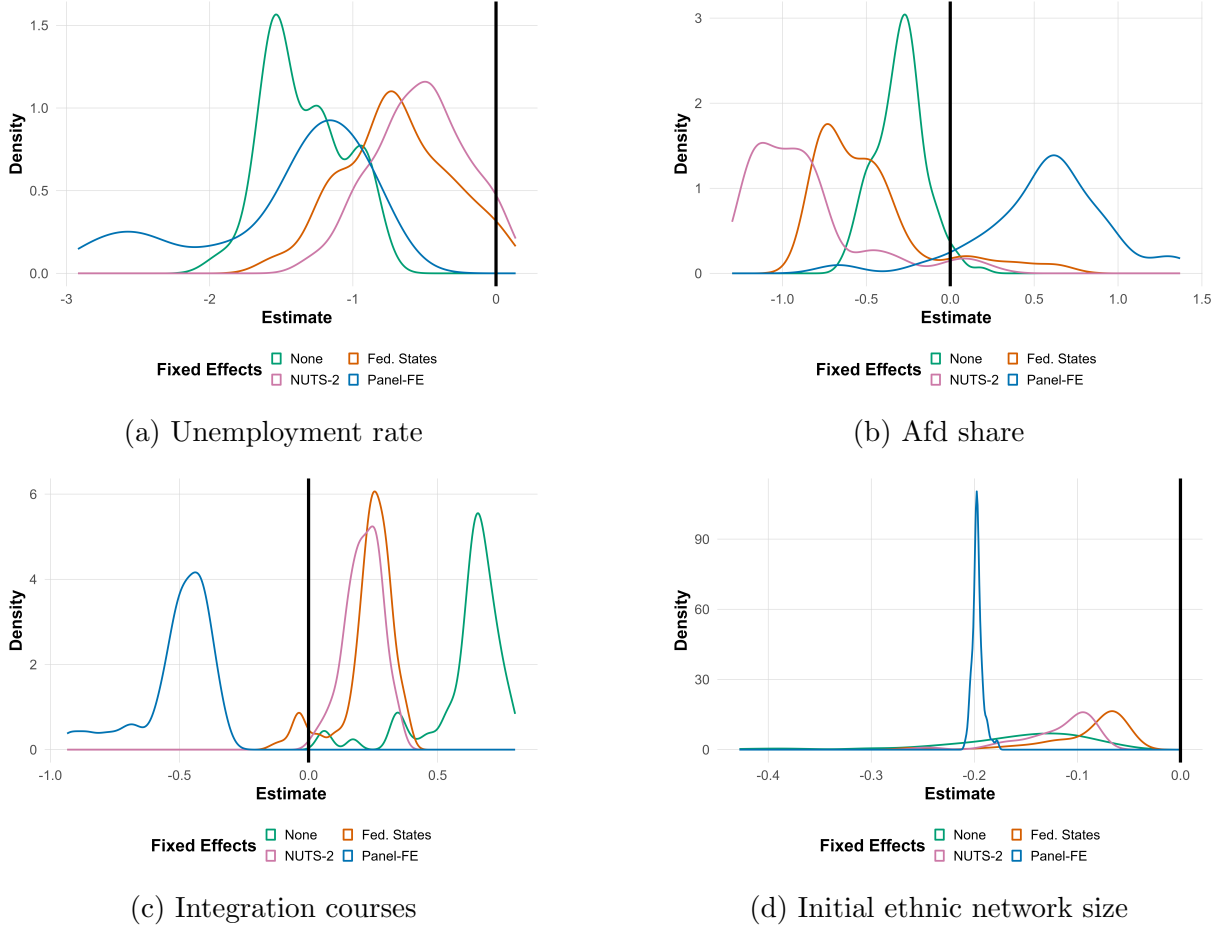 1.5
1.0
0.5
0.0
Density
-3 -2 -1 0
Estimate
Fixed Effects
None Fed. States
NUTS-2 Panel-FE
(a) Unemployment rate
3
2
1
0
Density
-1.0 -0.5 0.0 0.5 1.0 1.5
Estimate
Fixed Effects
None Fed. States
NUTS-2 Panel-FE
(b) Afd share
6
4
2
0
Density
-1.0 -0.5 0.0 0.5
Estimate
Fixed Effects
None Fed. States
NUTS-2 Panel-FE
(c) Integration courses
90
60
30
0
Density
-0.4 -0.3 -0.2 -0.1 0.0
Estimate
Fixed Effects
None Fed. States
NUTS-2 Panel-FE
(d) Initial ethnic network size